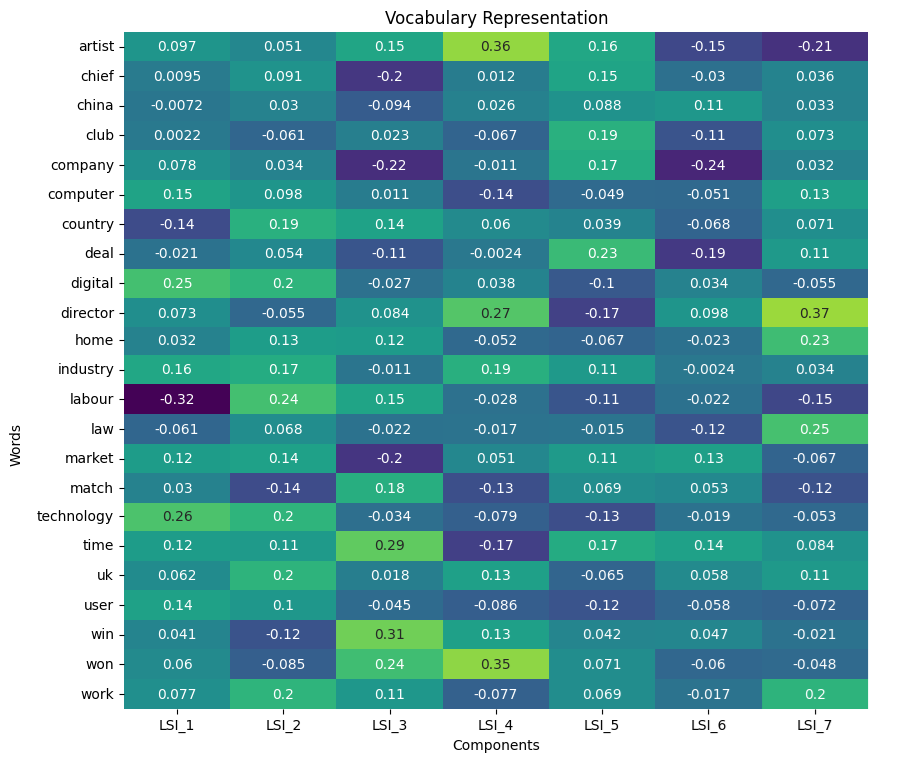 Vocabulary Representation
artist 0.097 0.051 0.15 0.36 0.16 -0.15 -0.21
chief 0.0095 0.091 -0.2 0.012 0.15 -0.03 0.036
china -0.0072 0.03 -0.094 0.026 0.088 0.11 0.033
club 0.0022 -0.061 0.023 -0.067 0.19 -0.11 0.073
company 0.078 0.034 -0.22 -0.011 0.17 -0.24 0.032
computer 0.15 0.098 0.011 -0.14 -0.049 -0.051 0.13
country -0.14 0.19 0.14 0.06 0.039 -0.068 0.071
deal -0.021 0.054 -0.11 -0.0024 0.23 -0.19 0.11
digital 0.25 0.2 -0.027 0.038 -0.1 0.034 -0.055
director 0.073 -0.055 0.084 0.27 -0.17 0.098 0.37
home 0.032 0.13 0.12 -0.052 -0.067 -0.023 0.23
industry 0.16 0.17 -0.011 0.19 0.11 -0.0024 0.034
labour -0.32 0.24 0.15 -0.028 -0.11 -0.022 -0.15
law -0.061 0.068 -0.022 -0.017 -0.015 -0.12 0.25
Words
market 0.12 0.14 -0.2 0.051 0.11 0.13 -0.067
match 0.03 -0.14 0.18 -0.13 0.069 0.053 -0.12
technology 0.26 0.2 -0.034 -0.079 -0.13 -0.019 -0.053
time 0.12 0.11 0.29 -0.17 0.17 0.14 0.084
uk 0.062 0.2 0.018 0.13 -0.065 0.058 0.11
user 0.14 0.1 -0.045 -0.086 -0.12 -0.058 -0.072
win 0.041 -0.12 0.31 0.13 0.042 0.047 -0.021
won 0.06 -0.085 0.24 0.35 0.071 -0.06 -0.048
work 0.077 0.2 0.11 -0.077 0.069 -0.017 0.2
LSI_1 LSI_2 LSI_3 LSI_4 LSI_5 LSI_6 LSI_7
Components